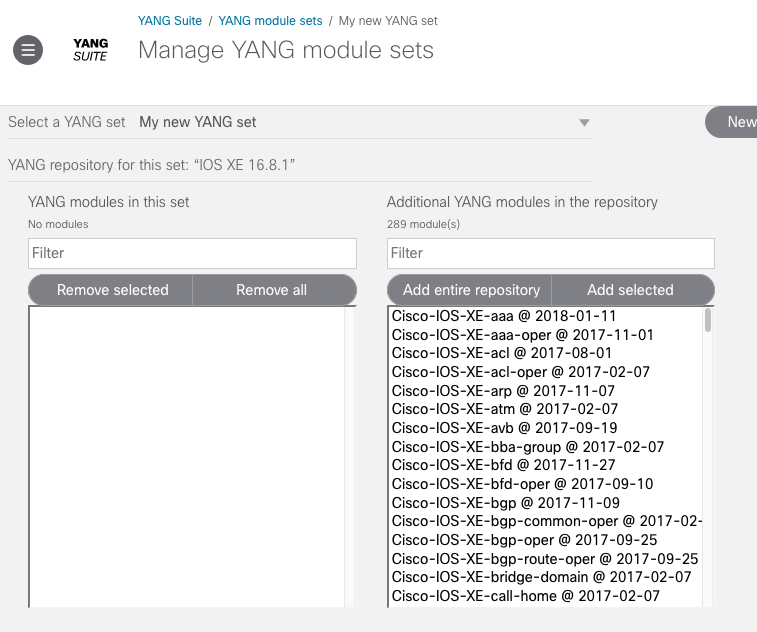 YANG Suite / YANG module sets / My new YANG set
YANG SUITE
Manage YANG module sets
Select a YANG set My new YANG set
New
YANG repository for this set: “IOS XE 16.8.1”
YANG modules in this set
No modules
Filter
Remove selected Remove all
Additional YANG modules in the repository
289 module(s)
Filter
Add entire repository Add selected
Cisco-IOS-XE-aaa @ 2018-01-11
Cisco-IOS-XE-aaa-oper @ 2017-11-01
Cisco-IOS-XE-acl @ 2017-08-01
Cisco-IOS-XE-acl-oper @ 2017-02-07
Cisco-IOS-XE-arp @ 2017-11-07
Cisco-IOS-XE-atm @ 2017-02-07
Cisco-IOS-XE-avb @ 2017-09-19
Cisco-IOS-XE-bba-group @ 2017-02-07
Cisco-IOS-XE-bfd @ 2017-11-27
Cisco-IOS-XE-bfd-oper @ 2017-09-10
Cisco-IOS-XE-bgp @ 2017-11-09
Cisco-IOS-XE-bgp-common-oper @ 2017-02-
Cisco-IOS-XE-bgp-oper @ 2017-09-25
Cisco-IOS-XE-bgp-route-oper @ 2017-09-25
Cisco-IOS-XE-bridge-domain @ 2017-02-07
Cisco-IOS-XE-call-home @ 2017-02-07